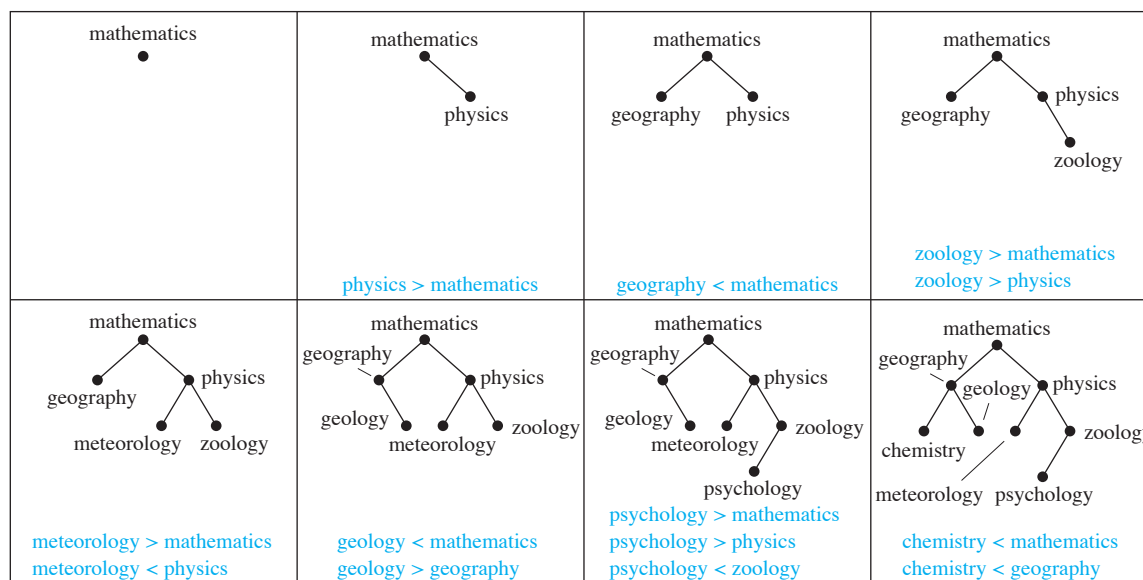 mathematics
mathematics
physics
physics > mathematics
mathematics
geography
physics
geography < mathematics
mathematics
physics
geography
zoology
zoology > mathematics
zoology > physics
mathematics
physics
geography
meteorology
zoology
meteorology > mathematics
meteorology < physics
mathematics
geography
physics
geology
zoology
meteorology
geology < mathematics
geology > geography
mathematics
geography
physics
geology
zoology
meteorology
psychology
psychology > mathematics
psychology > physics
psychology < zoology
mathematics
geography
geology
physics
chemistry
zoology
meteorology
psychology
chemistry < mathematics
chemistry < geography